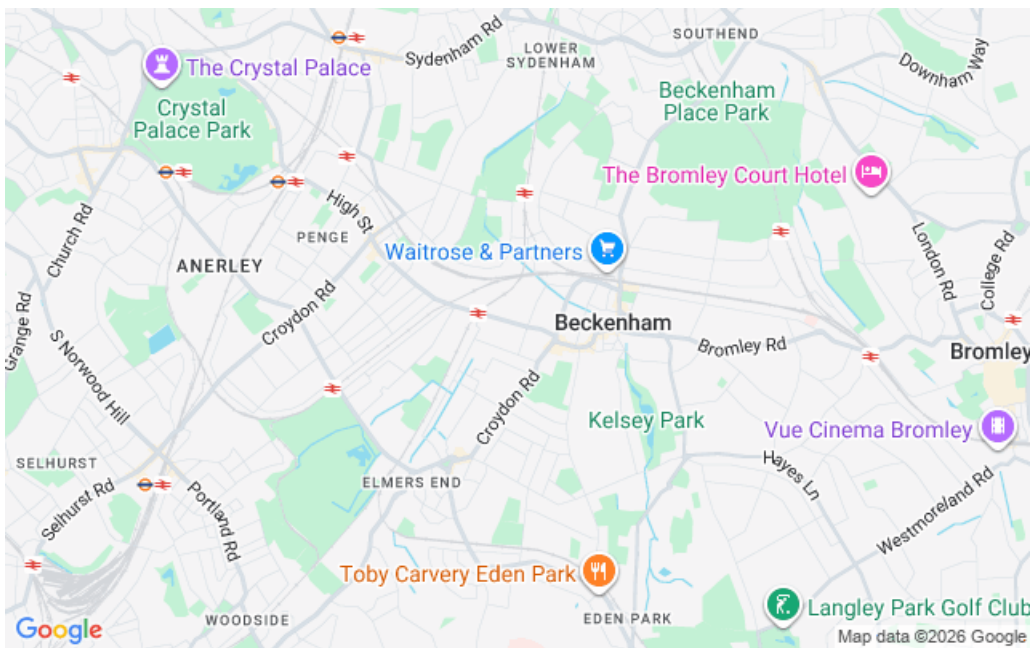 Sydenham Rd
LOWER
SYDENHAM
SOUTHEND
Downham Way
The Crystal Palace
Crystal
Palace Park
Beckenham
Place Park
The Bromley Court Hotel
High St
PENGE
Church Rd
ANERLEY
Waitrose & Partners
London Rd
College Rd
Croydon Rd
Grange Rd
S Norwood Hill
Beckenham
Bromley Rd
Bromley
Croydon Rd
Kelsey Park
Vue Cinema Bromley
SELHURST
Selhurst Rd
Portland Rd
ELMERS END
Hayes Ln
Westmoreland Rd
Toby Carvery Eden Park
EDEN PARK
WOODSIDE
Langley Park Golf Club
Google
Map data ©2026 Google